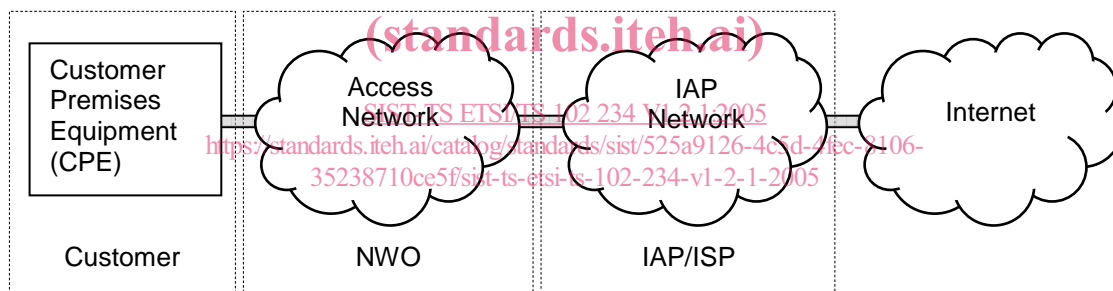 (standards.iteh.ai)
Customer
Premises
Equipment
(CPE)
Access
Network
IAP
Network
Internet
SIST-TS ETSI/TS 102 234 V1.2.1:2005
https://standards.iteh.ai/catalog/standards/sist/525a9126-4c5d-4fec-8106-
35238710ce5f/sist-ts-etsi-ts-102-234-v1-2-1-2005
Customer
NWO
IAP/ISP